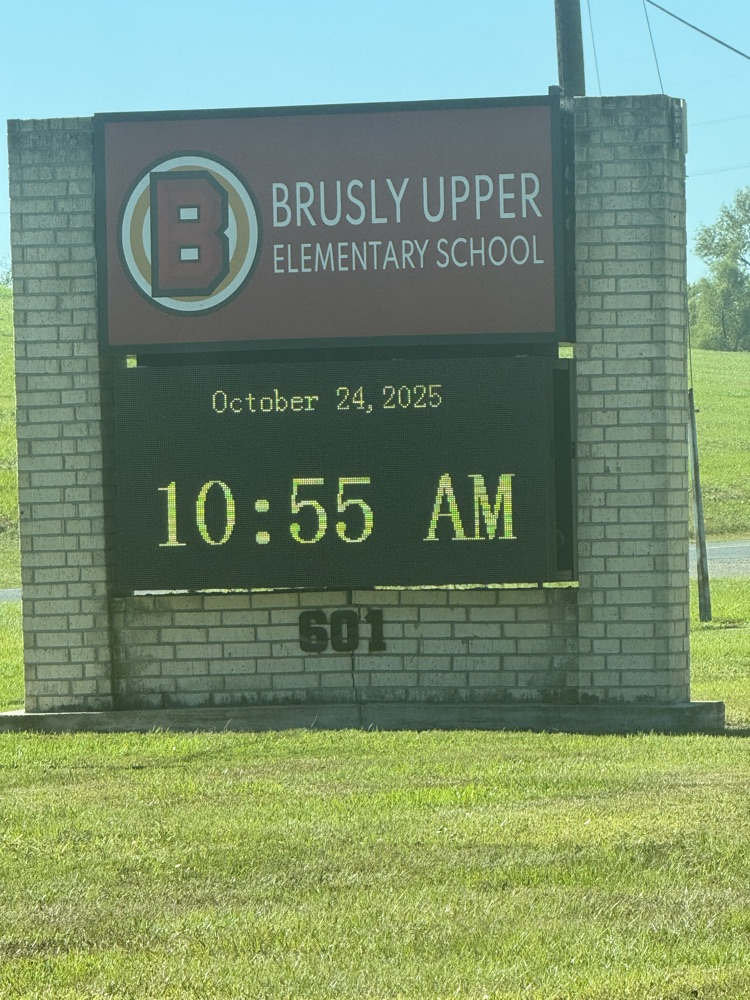 B
BRUSLY UPPER
ELEMENTARY SCHOOL
October 24, 2025
10:55 AM
601